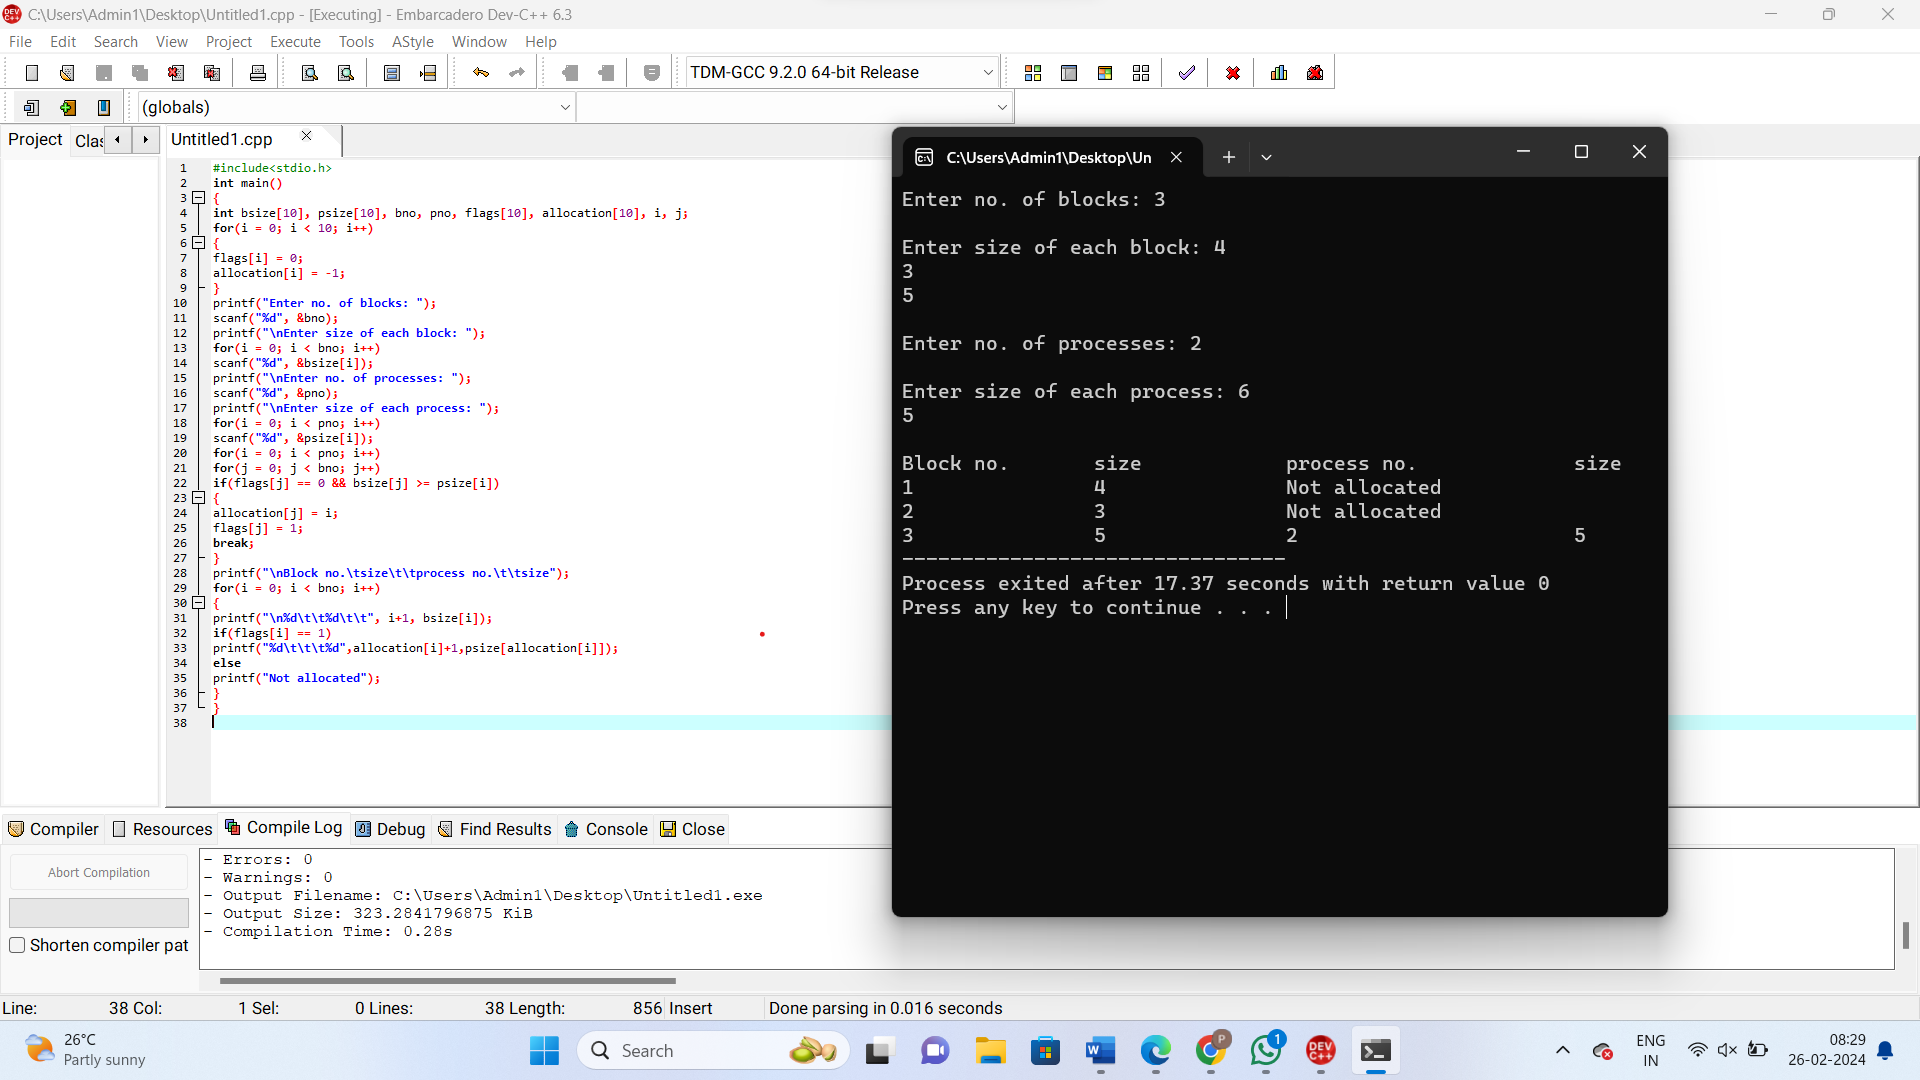 C:\Users\Admin1\Desktop\Untitled1.cpp - [Executing] - Embarcadero Dev-C++ 6.3
File Edit Search View Project Execute Tools AStyle Window Help
TDM-GCC 9.2.0 64-bit Release
(globals)
Project Clas Untitled1.cpp
1 #include<stdio.h>
2 int main()
3 {
4 int bsize[10], psize[10], bno, pno, flags[10], allocation[10], i, j;
5 for(i = 0; i < 10; i++)
6 {
7 flags[i] = 0;
8 allocation[i] = -1;
9 }
10 printf("Enter no. of blocks: ");
11 scanf("%d", &bno);
12 printf("\nEnter size of each block: ");
13 for(i = 0; i < bno; i++)
14 scanf("%d", &bsize[i]);
15 printf("\nEnter no. of processes: ");
16 scanf("%d", &pno);
17 printf("\nEnter size of each process: ");
18 for(i = 0; i < pno; i++)
19 scanf("%d", &psize[i]);
20 for(i = 0; i < pno; i++)
21 for(j = 0; j < bno; j++)
22 if(flags[j] == 0 && bsize[j] >= psize[i])
23 {
24 allocation[j] = i;
25 flags[j] = 1;
26 break;
27 }
28 printf("\nBlock no.\tsize\t\tprocess no.\t\tsize");
29 for(i = 0; i < bno; i++)
30 {
31 printf("\n%d\t\t%d\t\t", i+1, bsize[i]);
32 if(flags[i] == 1)
33 printf("%d\t\t\t%d",allocation[i]+1,psize[allocation[i]]);
34 else
35 printf("Not allocated");
36 }
37 }
38
C:\Users\Admin1\Desktop\Un
Enter no. of blocks: 3
Enter size of each block: 4
3
5
Enter no. of processes: 2
Enter size of each process: 6
5
Block no. size process no. size
1 4 Not allocated
2 3 Not allocated
3 5 2 5
--------------------------------
Process exited after 17.37 seconds with return value 0
Press any key to continue . . .
Compiler Resources Compile Log Debug Find Results Console Close
Abort Compilation
Shorten compiler pat
- Errors: 0
- Warnings: 0
- Output Filename: C:\Users\Admin1\Desktop\Untitled1.exe
- Output Size: 323.2841796875 KiB
- Compilation Time: 0.28s
Line: 38 Col: 1 Sel: 0 Lines: 38 Length: 856 Insert Done parsing in 0.016 seconds
26°C
Partly sunny
Search
P
1
DEV C++
ENG
IN
08:29
26-02-2024